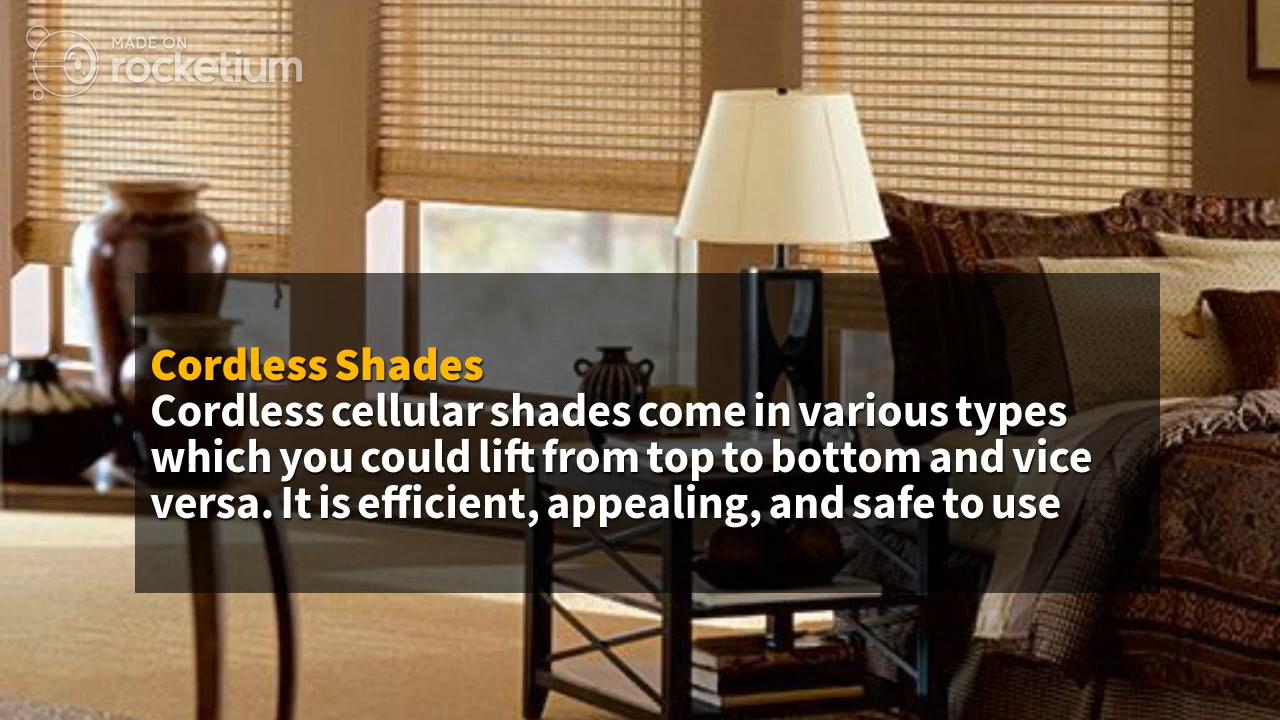 MADE ON
rocketium
Cordless Shades
Cordless cellular shades come in various types
which you could lift from top to bottom and vice
versa. It is efficient, appealing, and safe to use